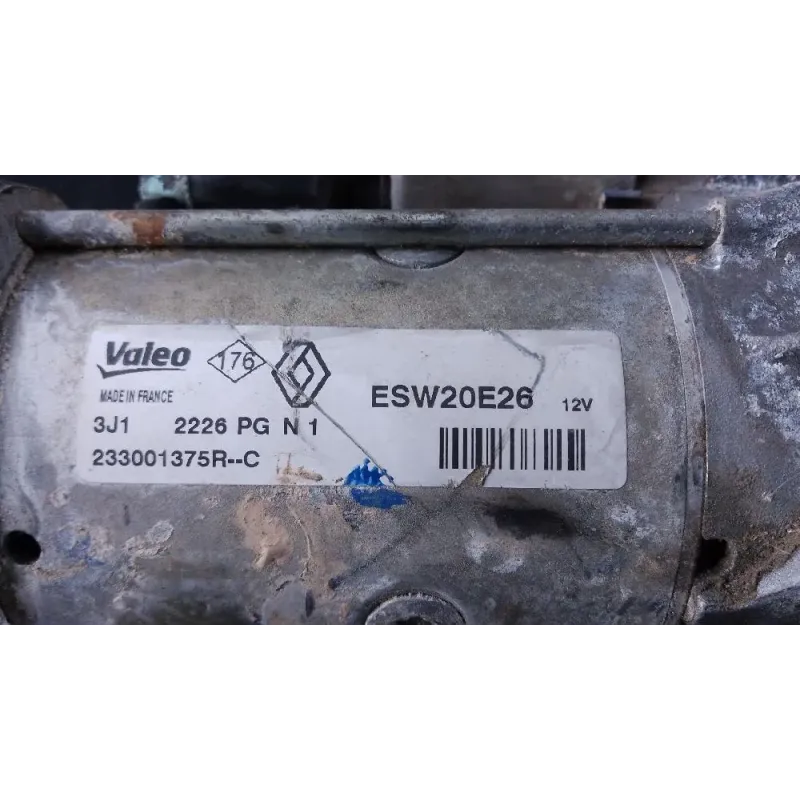 Valeo 176 ESW20E26 12V
MADE IN FRANCE
3J1 2226 PG N 1
233001375R--C